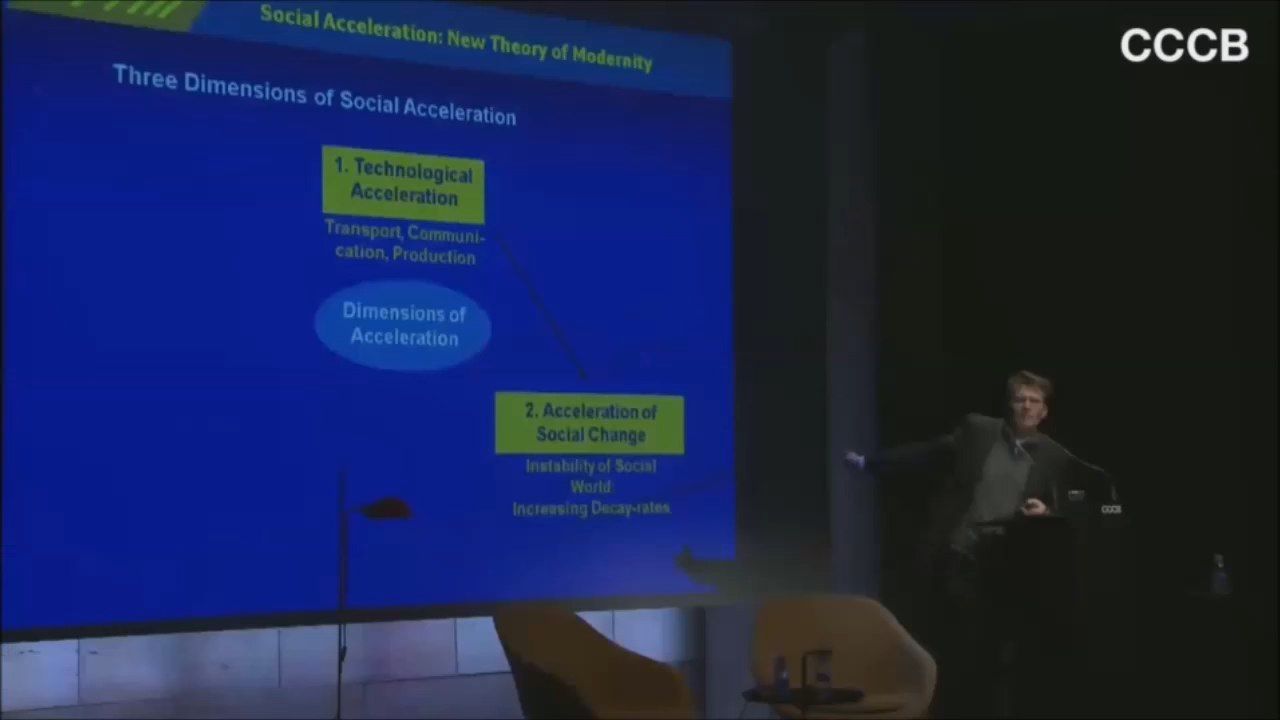 Social Acceleration: New Theory of Modernity
CCCB
Three Dimensions of Social Acceleration
1. Technological
Acceleration
Transport, Communi-
cation, Production
Dimensions of
Acceleration
2. Acceleration of
Social Change
Instability of Social
World:
Increasing Decay-rates
CCCB